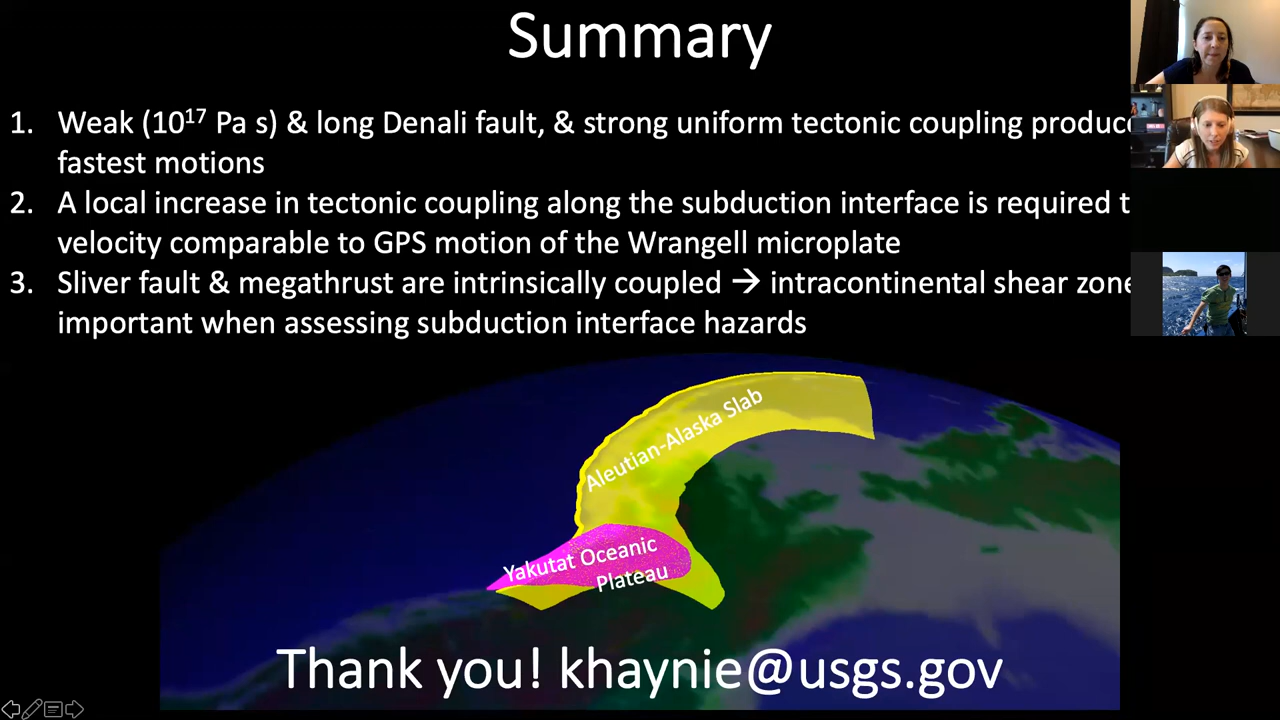 Summary
1. Weak (10¹⁷ Pa s) & long Denali fault, & strong uniform tectonic coupling
fastest motions
2. A local increase in tectonic coupling along the subduction interface is required
velocity comparable to GPS motion of the Wrangell microplate
3. Sliver fault & megathrust are intrinsically coupled → intracontinental shear
important when assessing subduction interface hazards
Aleutian-Alaska Slab
Yakutat Oceanic
Plateau
Thank you! khaynie@usgs.gov